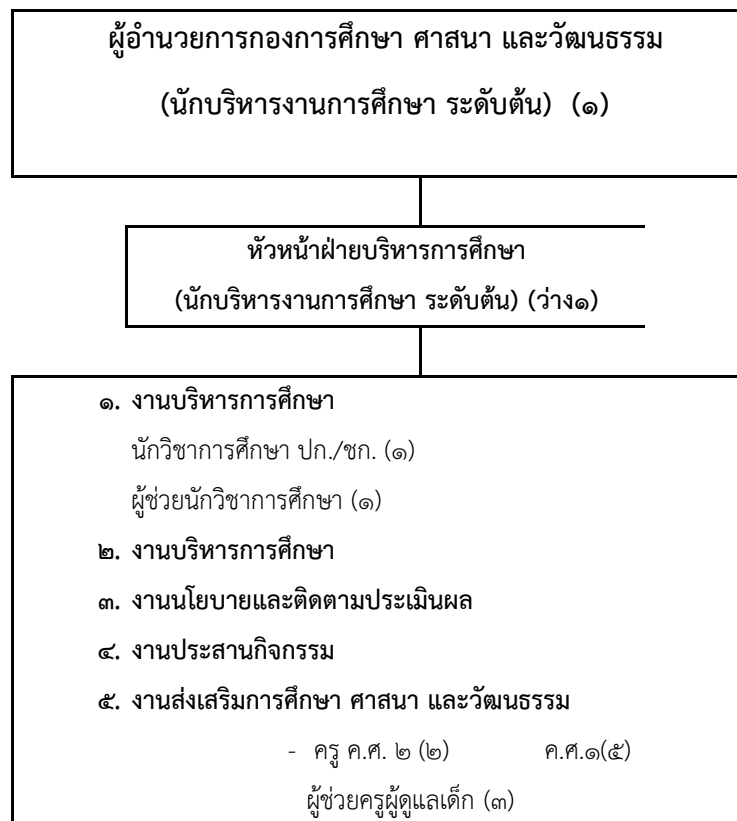 ผู้อำนวยการกองการศึกษา ศาสนา และวัฒนธรรม
(นักบริหารงานการศึกษา ระดับต้น) (๑)
หัวหน้าฝ่ายบริหารการศึกษา
(นักบริหารงานการศึกษา ระดับต้น) (ว่าง๑)
๑. งานบริหารการศึกษา
นักวิชาการศึกษา ปก./ชก. (๑)
ผู้ช่วยนักวิชาการศึกษา (๑)
๒. งานบริหารการศึกษา
๓. งานนโยบายและติดตามประเมินผล
๔. งานประสานกิจกรรม
๕. งานส่งเสริมการศึกษา ศาสนา และวัฒนธรรม
- ครู ค.ศ. ๒ (๒) ค.ศ.๑(๕)
ผู้ช่วยครูผู้ดูแลเด็ก (๓)